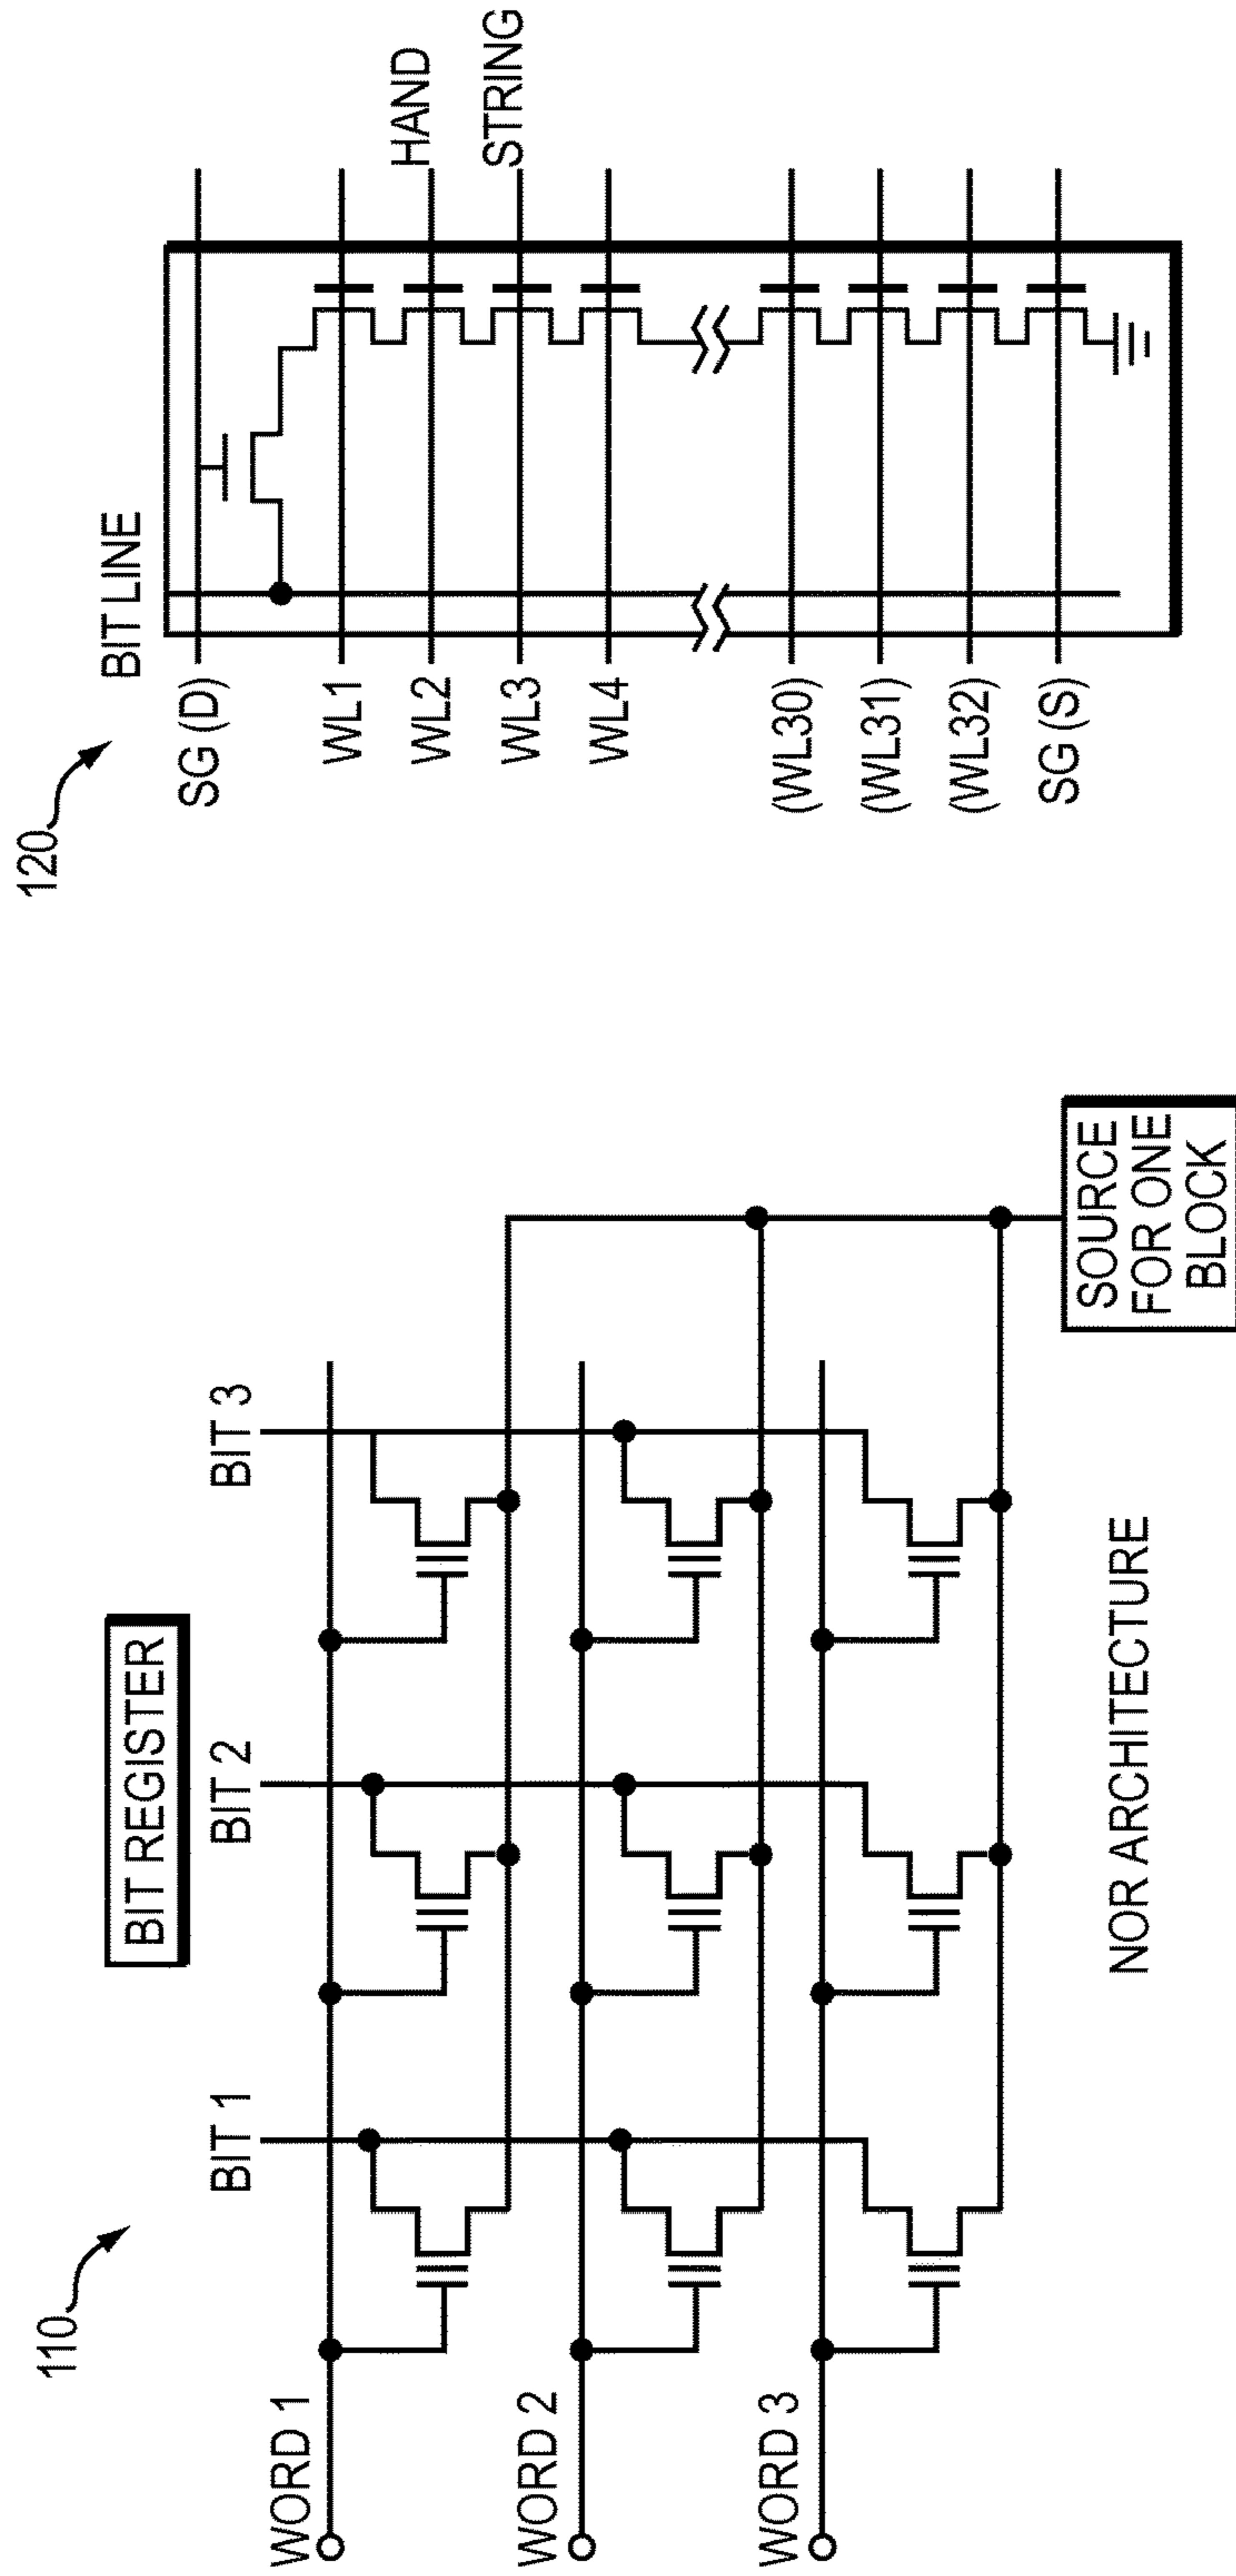 110
BIT REGISTER
BIT 1
BIT 2
BIT 3
WORD 1
WORD 2
WORD 3
NOR ARCHITECTURE
SOURCE
FOR ONE
BLOCK
120
BIT LINE
SG (D)
WL1
WL2
WL3
WL4
(WL30)
(WL31)
(WL32)
SG (S)
HAND
STRING